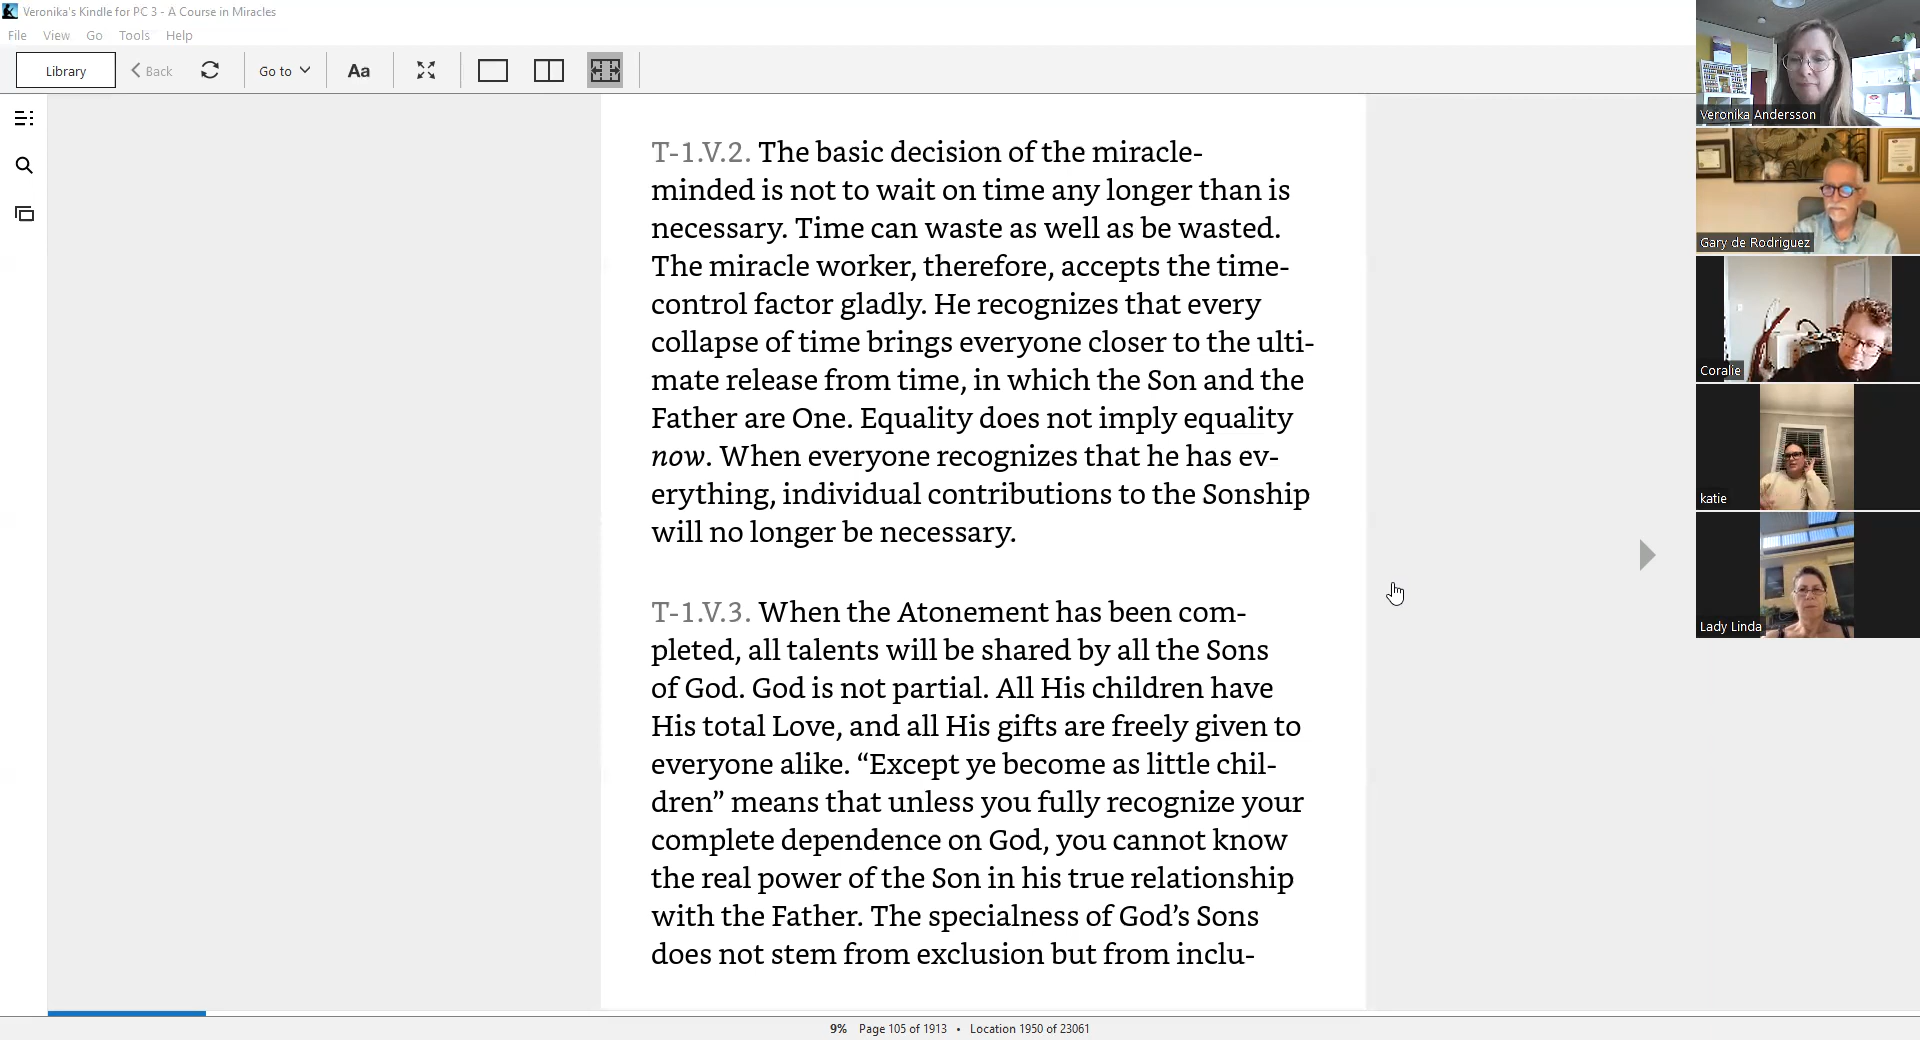 Veronika's Kindle for PC 3 - A Course in Miracles
File View Go Tools Help
Library Back Go to Aa
T-1.V.2. The basic decision of the miracle-
minded is not to wait on time any longer than is
necessary. Time can waste as well as be wasted.
The miracle worker, therefore, accepts the time-
control factor gladly. He recognizes that every
collapse of time brings everyone closer to the ulti-
mate release from time, in which the Son and the
Father are One. Equality does not imply equality
now. When everyone recognizes that he has ev-
erything, individual contributions to the Sonship
will no longer be necessary.
T-1.V.3. When the Atonement has been com-
pleted, all talents will be shared by all the Sons
of God. God is not partial. All His children have
His total Love, and all His gifts are freely given to
everyone alike. “Except ye become as little chil-
dren” means that unless you fully recognize your
complete dependence on God, you cannot know
the real power of the Son in his true relationship
with the Father. The specialness of God’s Sons
does not stem from exclusion but from inclu-
9% Page 105 of 1913 • Location 1950 of 23061
Veronika Andersson
Gary de Rodriguez
Coralie
katie
Lady Linda